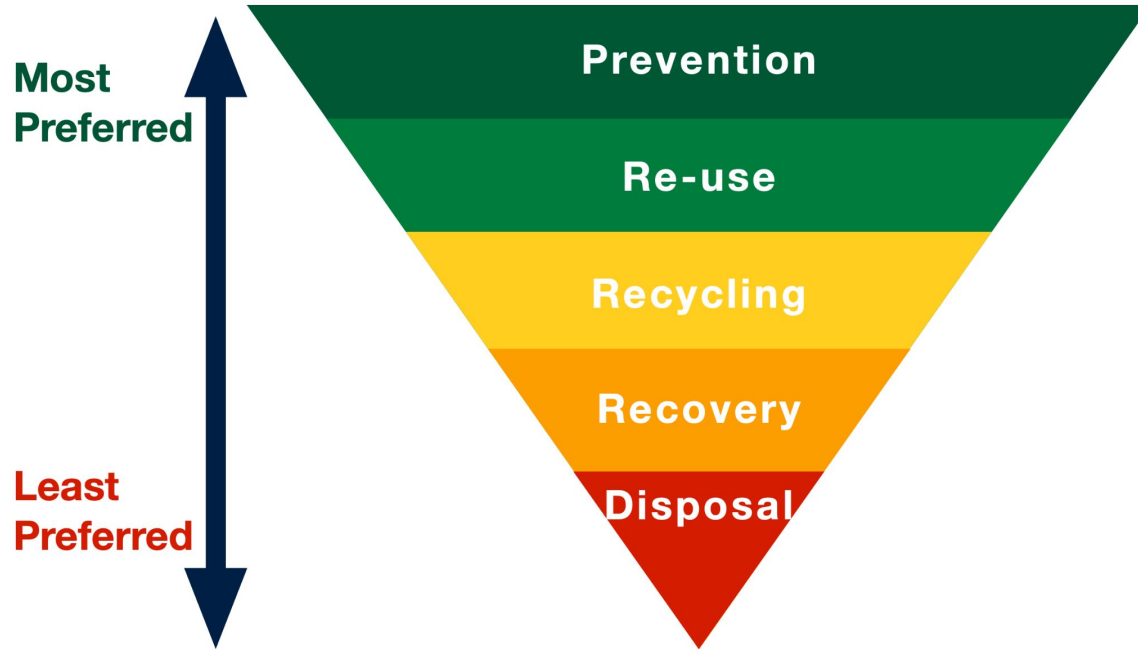 Most
Preferred
Prevention
Re-use
Recycling
Recovery
Least
Preferred
Disposal